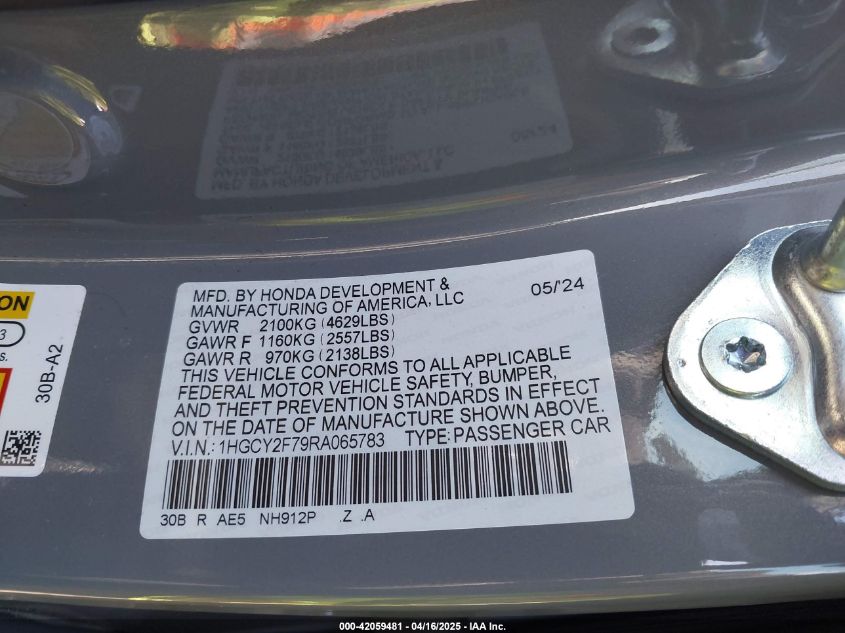 MFD. BY HONDA DEVELOPMENT &
MANUFACTURING OF AMERICA, LLC 05/'24
GVWR 2100KG (4629LBS)
GAWR F 1160KG (2557LBS)
GAWR R 970KG (2138LBS)
THIS VEHICLE CONFORMS TO ALL APPLICABLE
FEDERAL MOTOR VEHICLE SAFETY, BUMPER,
AND THEFT PREVENTION STANDARDS IN EFFECT
ON THE DATE OF MANUFACTURE SHOWN ABOVE.
V.I.N.: 1HGCY2F79RA065783 TYPE: PASSENGER CAR
30B R AE5 NH912P .Z .A
ON
3
s.
30B-A2
000-42059481 - 04/16/2025 - IAA Inc.